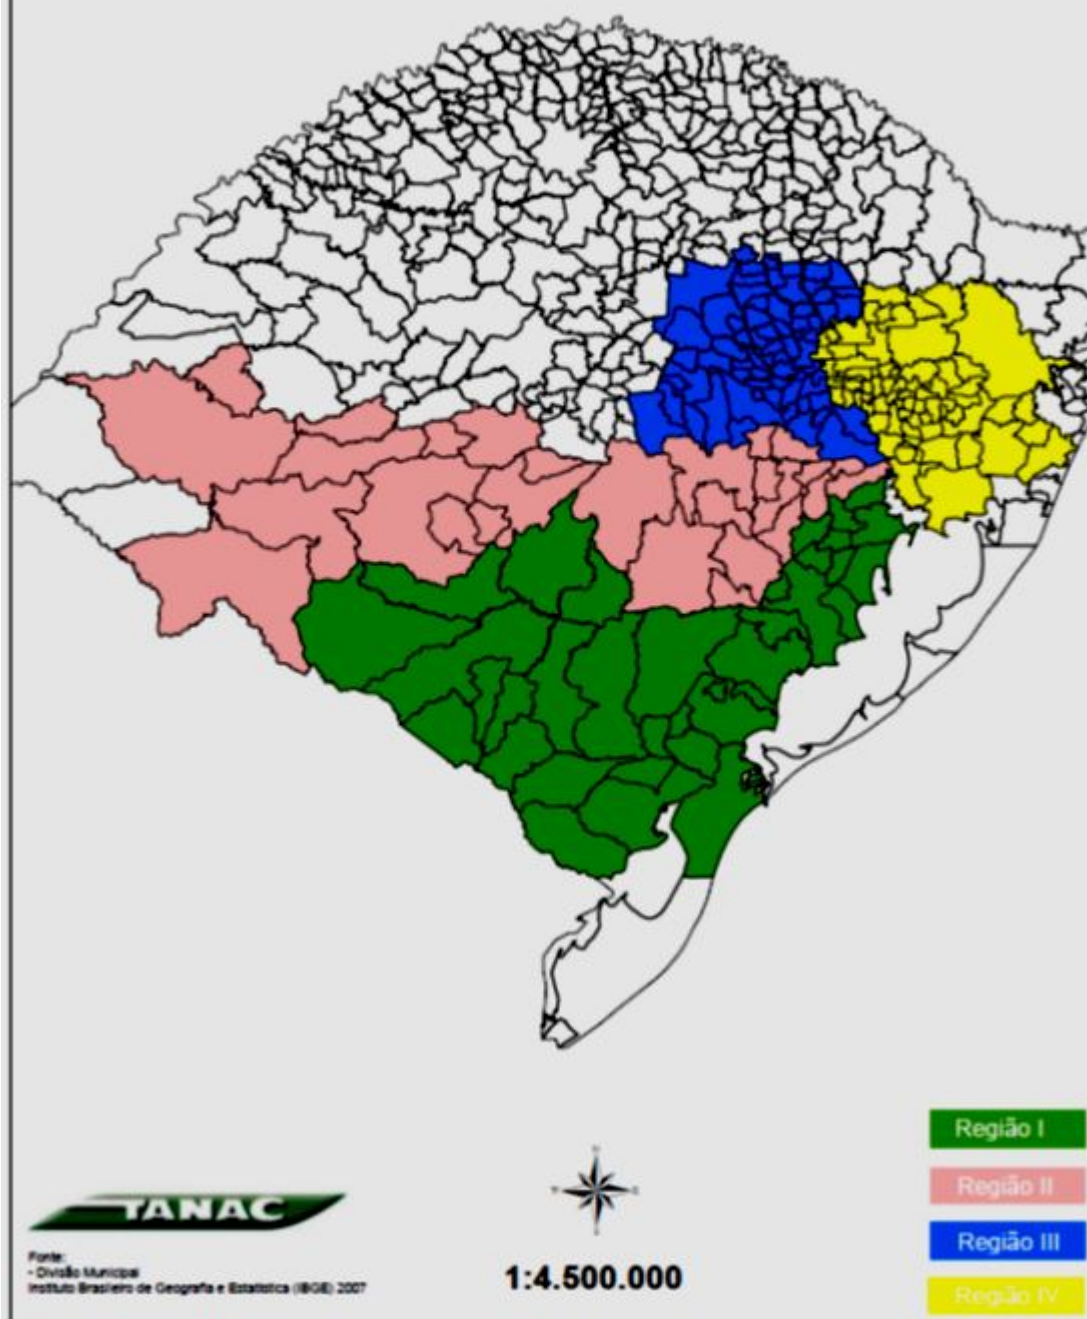 Região I
Região II
Região III
Região IV
TANAC
Fonte:
- Divisão Municipal
Instituto Brasileiro de Geografia e Estatística (IBGE) 2007
1:4.500.000